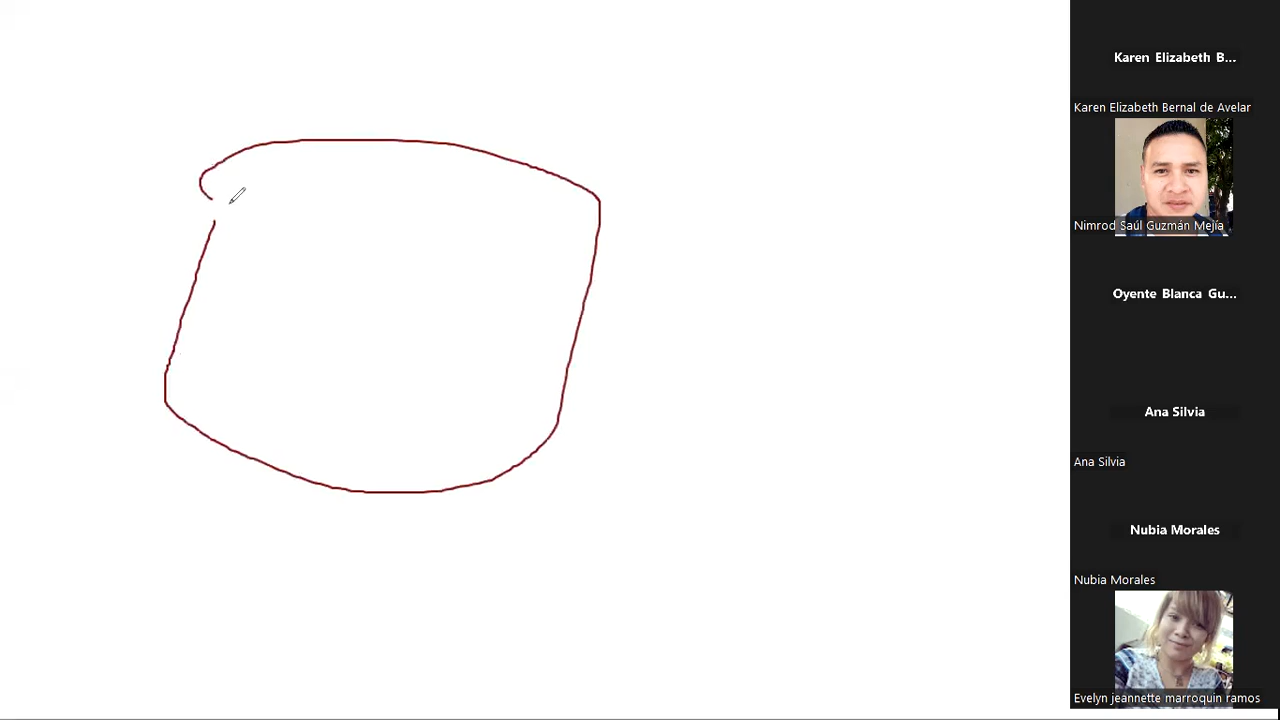 Karen Elizabeth B...
Karen Elizabeth Bernal de Avelar
Nimrod Saúl Guzmán Mejía
Oyente Blanca Gu...
Ana Silvia
Ana Silvia
Nubia Morales
Nubia Morales
Evelyn jeannette marroquin ramos